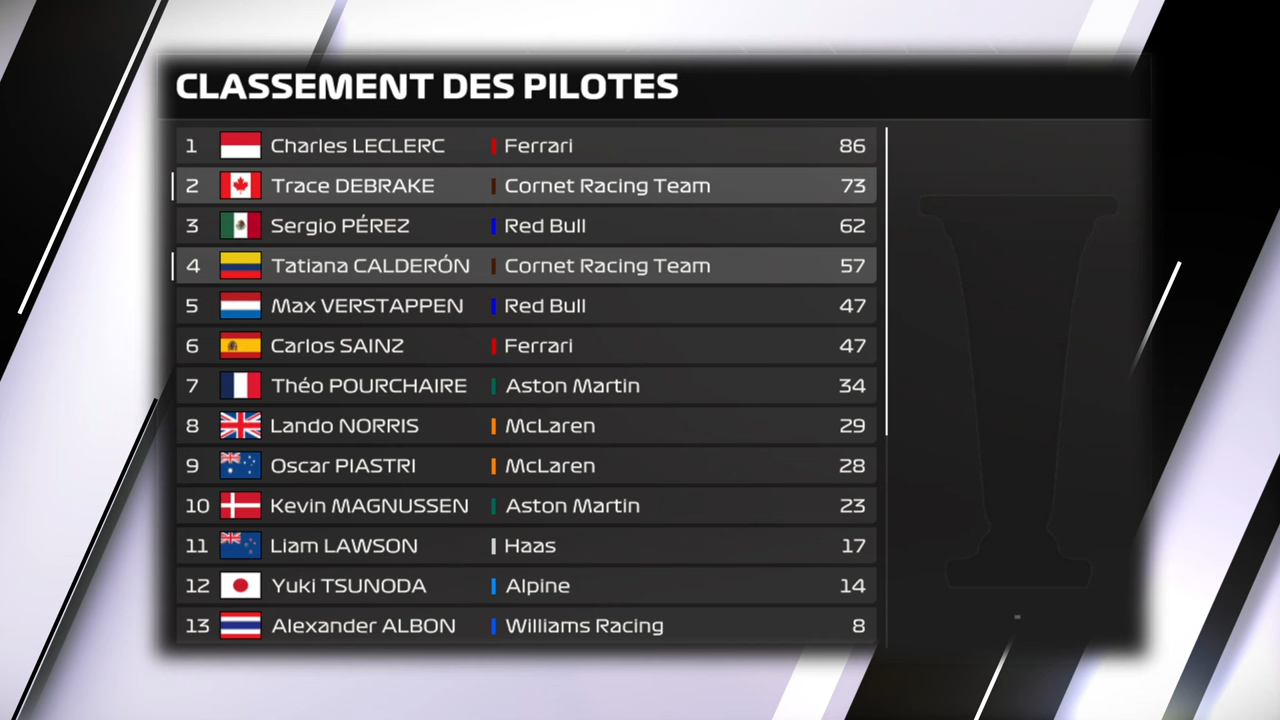 CLASSEMENT DES PILOTES
1 Charles LECLERC Ferrari 86
2 Trace DEBRAKE Cornet Racing Team 73
3 Sergio PÉREZ Red Bull 62
4 Tatiana CALDERÓN Cornet Racing Team 57
5 Max VERSTAPPEN Red Bull 47
6 Carlos SAINZ Ferrari 47
7 Théo POURCHAIRE Aston Martin 34
8 Lando NORRIS McLaren 29
9 Oscar PIASTRI McLaren 28
10 Kevin MAGNUSSEN Aston Martin 23
11 Liam LAWSON Haas 17
12 Yuki TSUNODA Alpine 14
13 Alexander ALBON Williams Racing 8